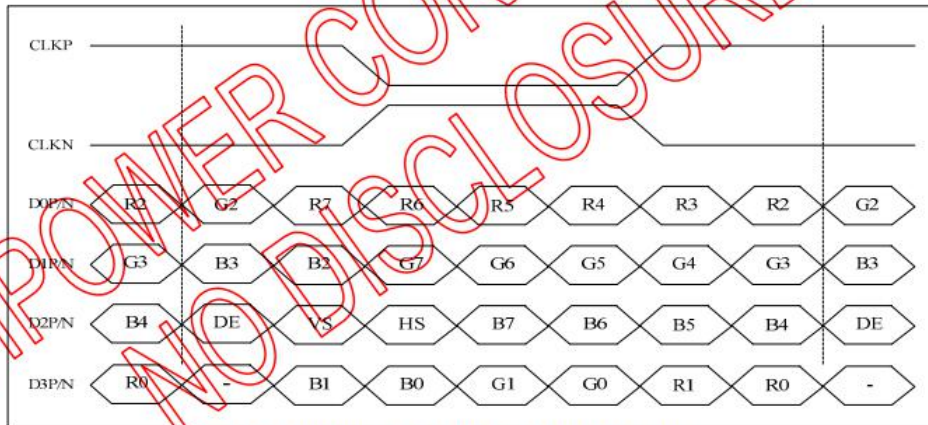 CLKP
CLKN
D0P/N R2 G2 R7 R6 R5 R4 R3 R2 G2
D1P/N G3 B3 B2 G7 G6 G5 G4 G3 B3
D2P/N B4 DE VS HS B7 B6 B5 B4 DE
D3P/N R0 - B1 B0 G1 G0 R1 R0 -
POWER
NO DISCLOSURE